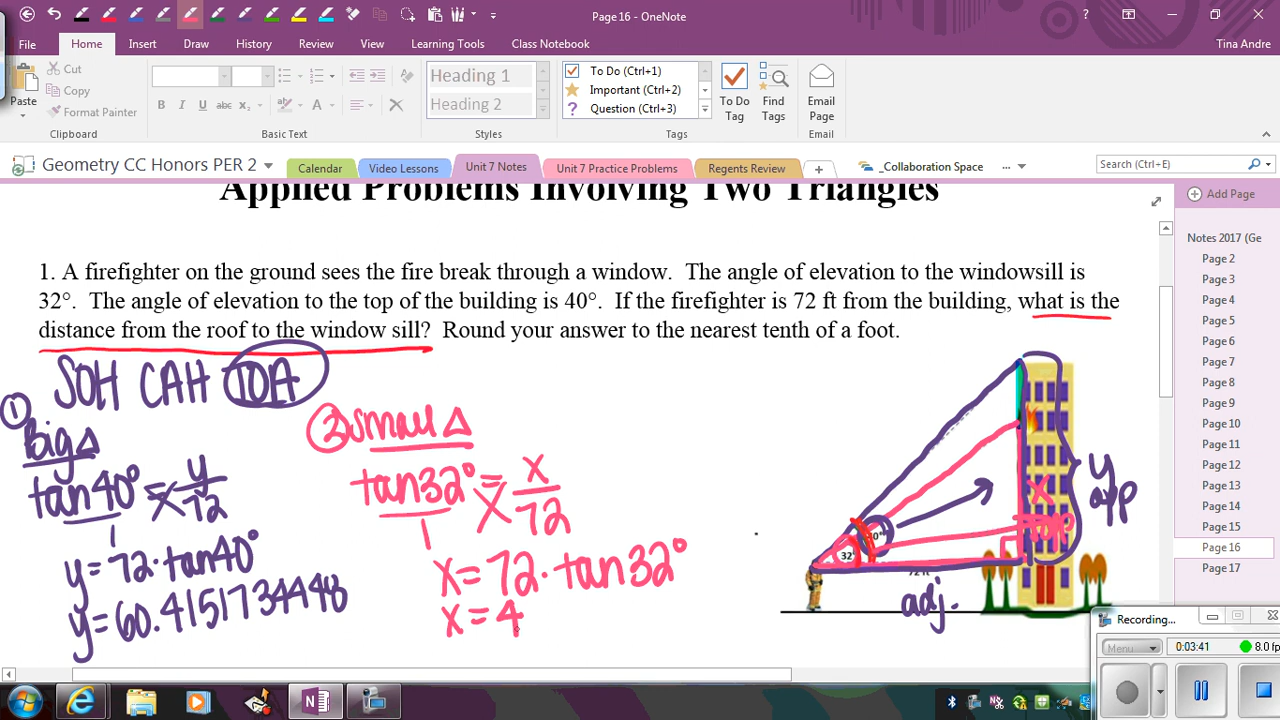 Page 16 - OneNote
Tina Andre
File Home Insert Draw History Review View Learning Tools Class Notebook
Paste
Cut
Copy
Format Painter
Clipboard
B I U abc x₂ A
Basic Text
Heading 1
Heading 2
Styles
To Do (Ctrl+1)
Important (Ctrl+2)
? Question (Ctrl+3)
Tags
To Do Tag
Find Tags
Email Page
Email
Geometry CC Honors PER 2 Calendar Video Lessons Unit 7 Notes Unit 7 Practice Problems Regents Review + _Collaboration Space ... Search (Ctrl+E)
Add Page
Notes 2017 (Ge
Page 2
Page 3
Page 4
Page 5
Page 6
Page 7
Page 8
Page 9
Page 10
Page 11
Page 12
Page 13
Page 14
Page 15
Page 16
Page 17
Applied Problems Involving Two Triangles
1. A firefighter on the ground sees the fire break through a window. The angle of elevation to the windowsill is
32°. The angle of elevation to the top of the building is 40°. If the firefighter is 72 ft from the building, what is the
distance from the roof to the window sill? Round your answer to the nearest tenth of a foot.
SOH CAH TOA
① Big △
tan40° = y/72
1
y = 72·tan40°
y = 60.4151734448
② Small △
tan32° = x/72
1
x = 72·tan32°
x = 4
40°
32°
72 ft
adj.
x
opp
y
opp
Recording...
Menu 03:41 8.0 fp